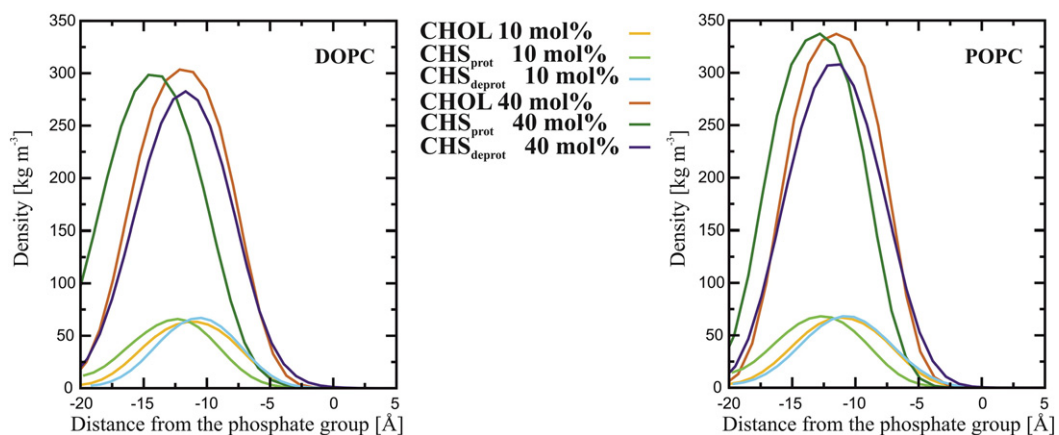 DOPC
350
300
250
200
150
100
50
0
Density [kg m-3]
-20 -15 -10 -5 0 5
Distance from the phosphate group [Å]
CHOL 10 mol%
CHSprot 10 mol%
CHSdeprot 10 mol%
CHOL 40 mol%
CHSprot 40 mol%
CHSdeprot 40 mol%
POPC
350
300
250
200
150
100
50
0
Density [kg m-3]
-20 -15 -10 -5 0 5
Distance from the phosphate group [Å]